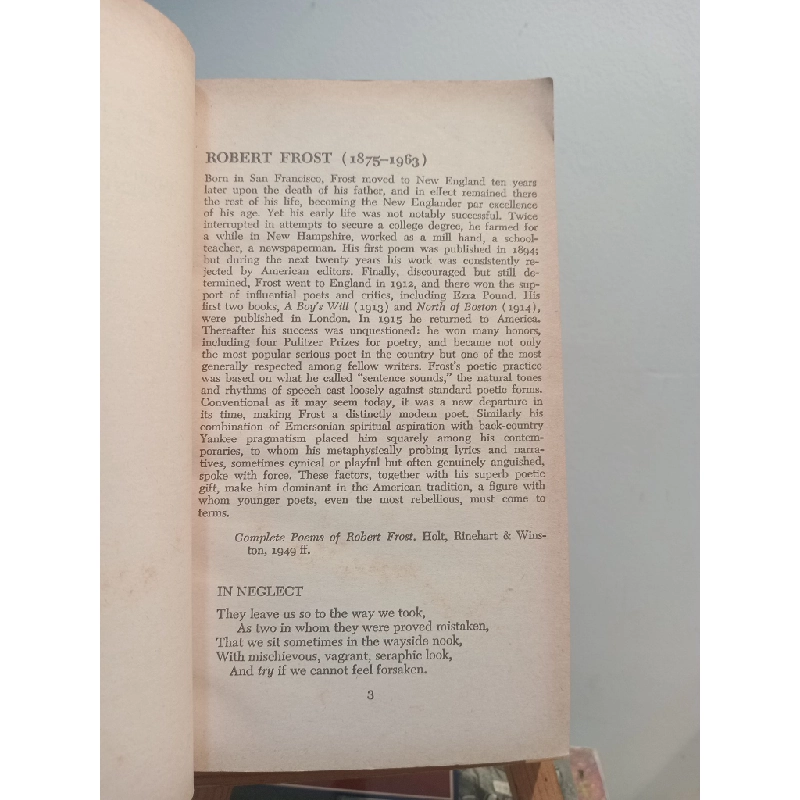 ROBERT FROST (1875–1963)
Born in San Francisco, Frost moved to New England ten years
later upon the death of his father, and in effect remained there
the rest of his life, becoming the New Englander par excellence
of his age. Yet his early life was not notably successful. Twice
interrupted in attempts to secure a college degree, he farmed for
a while in New Hampshire, worked as a mill hand, a school-
teacher, a newspaperman. His first poem was published in 1894;
but during the next twenty years his work was consistently re-
jected by American editors. Finally, discouraged but still de-
termined, Frost went to England in 1912, and there won the sup-
port of influential poets and critics, including Ezra Pound. His
first two books, A Boy's Will (1913) and North of Boston (1914),
were published in London. In 1915 he returned to America.
Thereafter his success was unquestioned: he won many honors,
including four Pulitzer Prizes for poetry, and became not only
the most popular serious poet in the country but one of the most
generally respected among fellow writers. Frost's poetic practice
was based on what he called "sentence sounds," the natural tones
and rhythms of speech cast loosely against standard poetic forms.
Conventional as it may seem today, it was a new departure in
its time, making Frost a distinctly modern poet. Similarly his
combination of Emersonian spiritual aspiration with back-country
Yankee pragmatism placed him squarely among his contem-
poraries, to whom his metaphysically probing lyrics and narra-
tives, sometimes cynical or playful but often genuinely anguished,
spoke with force. These factors, together with his superb poetic
gift, make him dominant in the American tradition, a figure with
whom younger poets, even the most rebellious, must come to
terms.
Complete Poems of Robert Frost. Holt, Rinehart & Wins-
ton, 1949 ff.
IN NEGLECT
They leave us so to the way we took,
As two in whom they were proved mistaken,
That we sit sometimes in the wayside nook,
With mischievous, vagrant, seraphic look,
And try if we cannot feel forsaken.
3